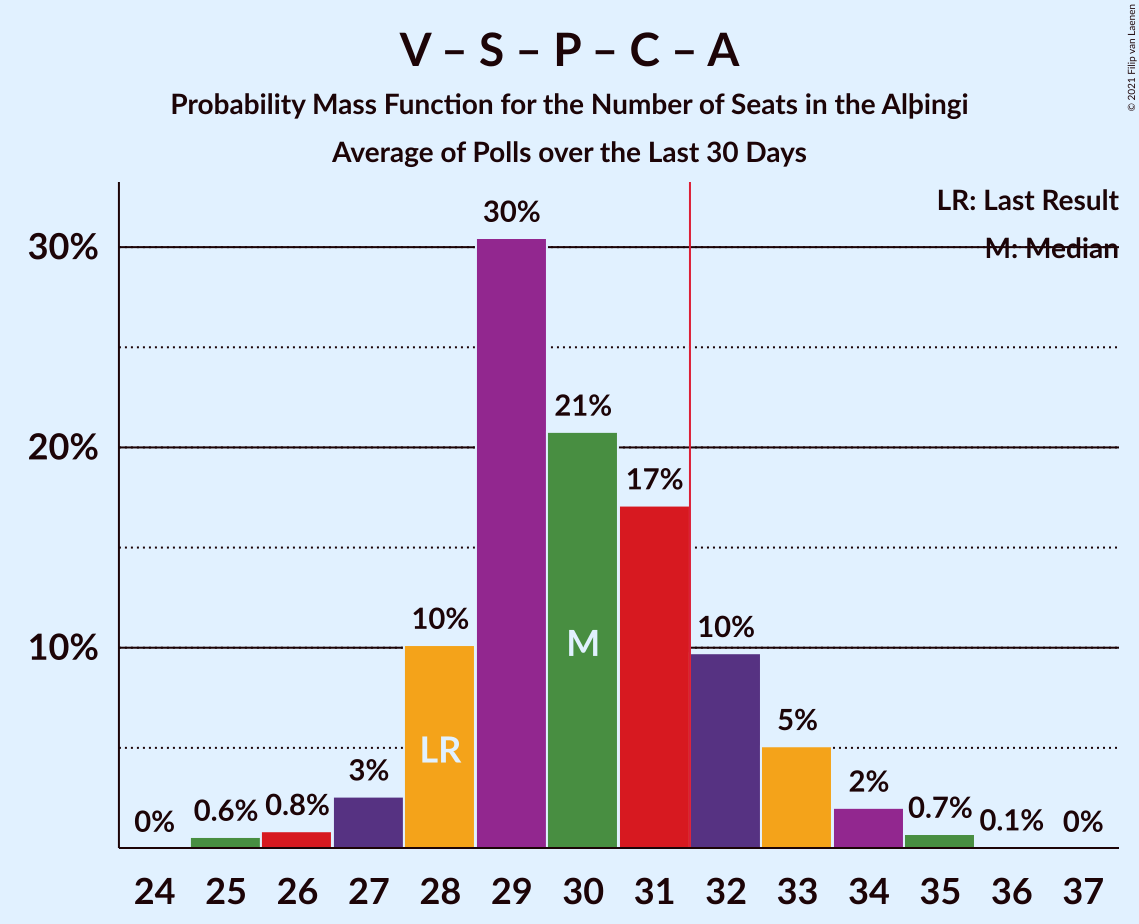 V – S – P – C – A
Probability Mass Function for the Number of Seats in the Alþingi
Average of Polls over the Last 30 Days
© 2021 Filip van Laenen
LR: Last Result
M: Median
30%
20%
10%
0%
0.6%
0.8%
3%
10%
30%
21%
17%
10%
5%
2%
0.7%
0.1%
0%
LR
M
24 25 26 27 28 29 30 31 32 33 34 35 36 37